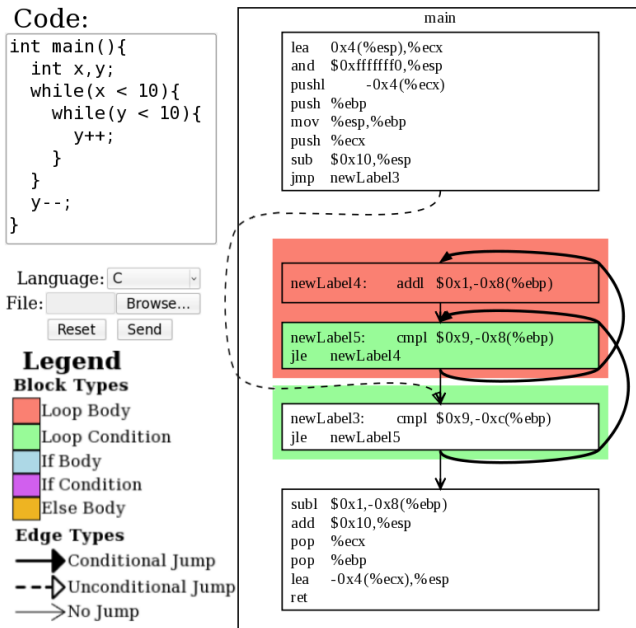 Code:
int main(){
int x,y;
while(x < 10){
while(y < 10){
y++;
}
}
y--;
}
Language: C
File: Browse...
Reset Send
Legend
Block Types
Loop Body
Loop Condition
If Body
If Condition
Else Body
Edge Types
Conditional Jump
Unconditional Jump
No Jump
main
lea 0x4(%esp),%ecx
and $0xfffffff0,%esp
pushl -0x4(%ecx)
push %ebp
mov %esp,%ebp
push %ecx
sub $0x10,%esp
jmp newLabel3
newLabel4: addl $0x1,-0x8(%ebp)
newLabel5: cmpl $0x9,-0x8(%ebp)
jle newLabel4
newLabel3: cmpl $0x9,-0xc(%ebp)
jle newLabel5
subl $0x1,-0x8(%ebp)
add $0x10,%esp
pop %ecx
pop %ebp
lea -0x4(%ecx),%esp
ret